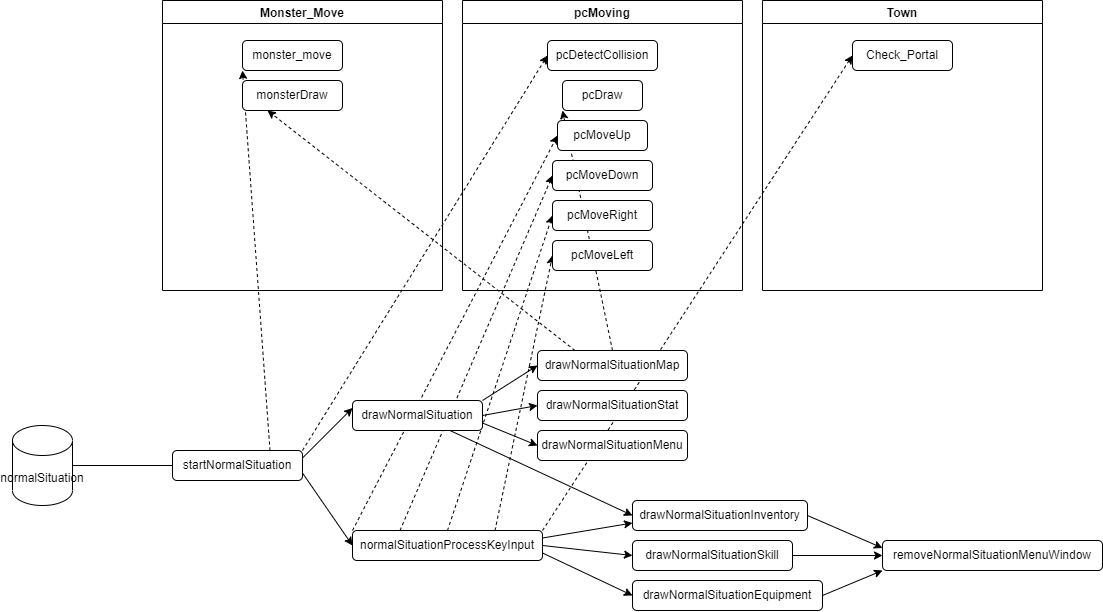 Monster_Move
pcMoving
Town
monster_move
pcDetectCollision
Check_Portal
monsterDraw
pcDraw
pcMoveUp
pcMoveDown
pcMoveRight
pcMoveLeft
drawNormalSituationMap
drawNormalSituationStat
drawNormalSituation
drawNormalSituationMenu
startNormalSituation
normalSituation
drawNormalSituationInventory
normalSituationProcessKeyInput
drawNormalSituationSkill
removeNormalSituationMenuWindow
drawNormalSituationEquipment